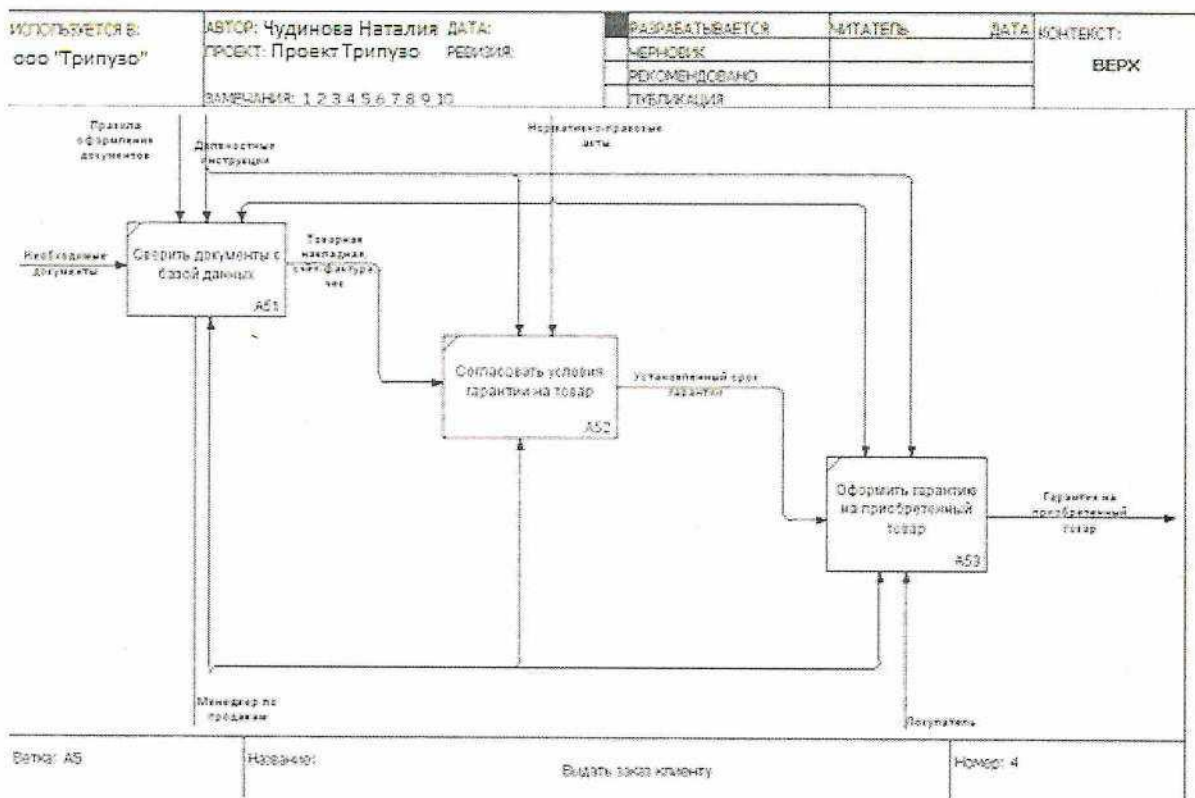 ИСПОЛЬЗУЕТСЯ В:
ооо "Трипузо"
АВТОР: Чудинова Наталия ДАТА:
ПРОЕКТ: Проект Трипузо РЕВИЗИЯ:
ЗАМЕЧАНИЯ: 1 2 3 4 5 6 7 8 9 10
РАЗРАБАТЫВАЕТСЯ
ЧЕРНОВИК
РЕКОМЕНДОВАНО
ПУБЛИКАЦИЯ
ЧИТАТЕЛЬ ДАТА
КОНТЕКСТ:
ВЕРХ
Правила
оформления
документов
Должностные
инструкции
Нормативно-правовые
акты
Необходимые
документы
Сверить документы с
базой данных
А51
Товарная
накладная,
счет-фактура,
чек
Согласовать условия
гарантии на товар
А52
Установленный срок
гарантии
Оформить гарантию
на приобретенный
товар
А53
Гарантия на
приобретенный
товар
Менеджер по
продажам
Покупатель
Ветка: А5
Название:
Выдать заказ клиенту
Номер: 4